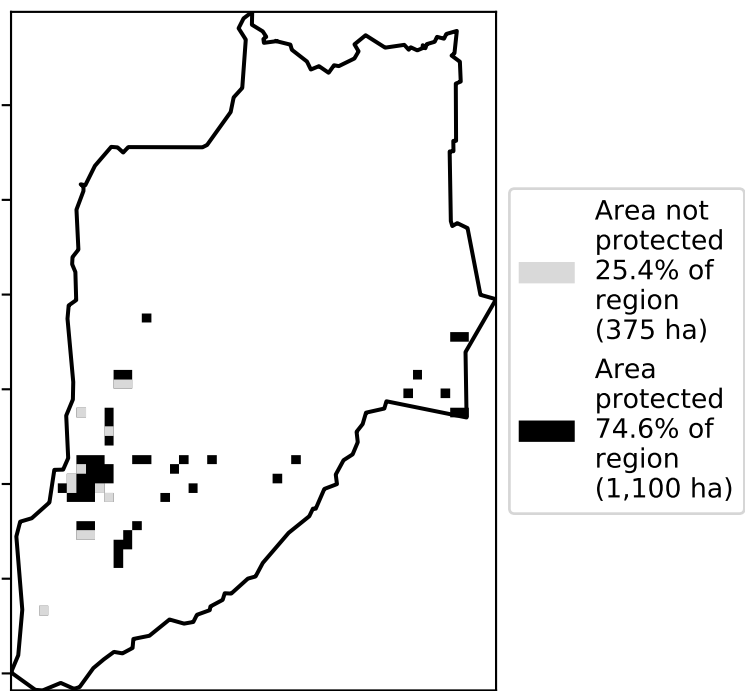 Area not
protected
25.4% of
region
(375 ha)
Area
protected
74.6% of
region
(1,100 ha)